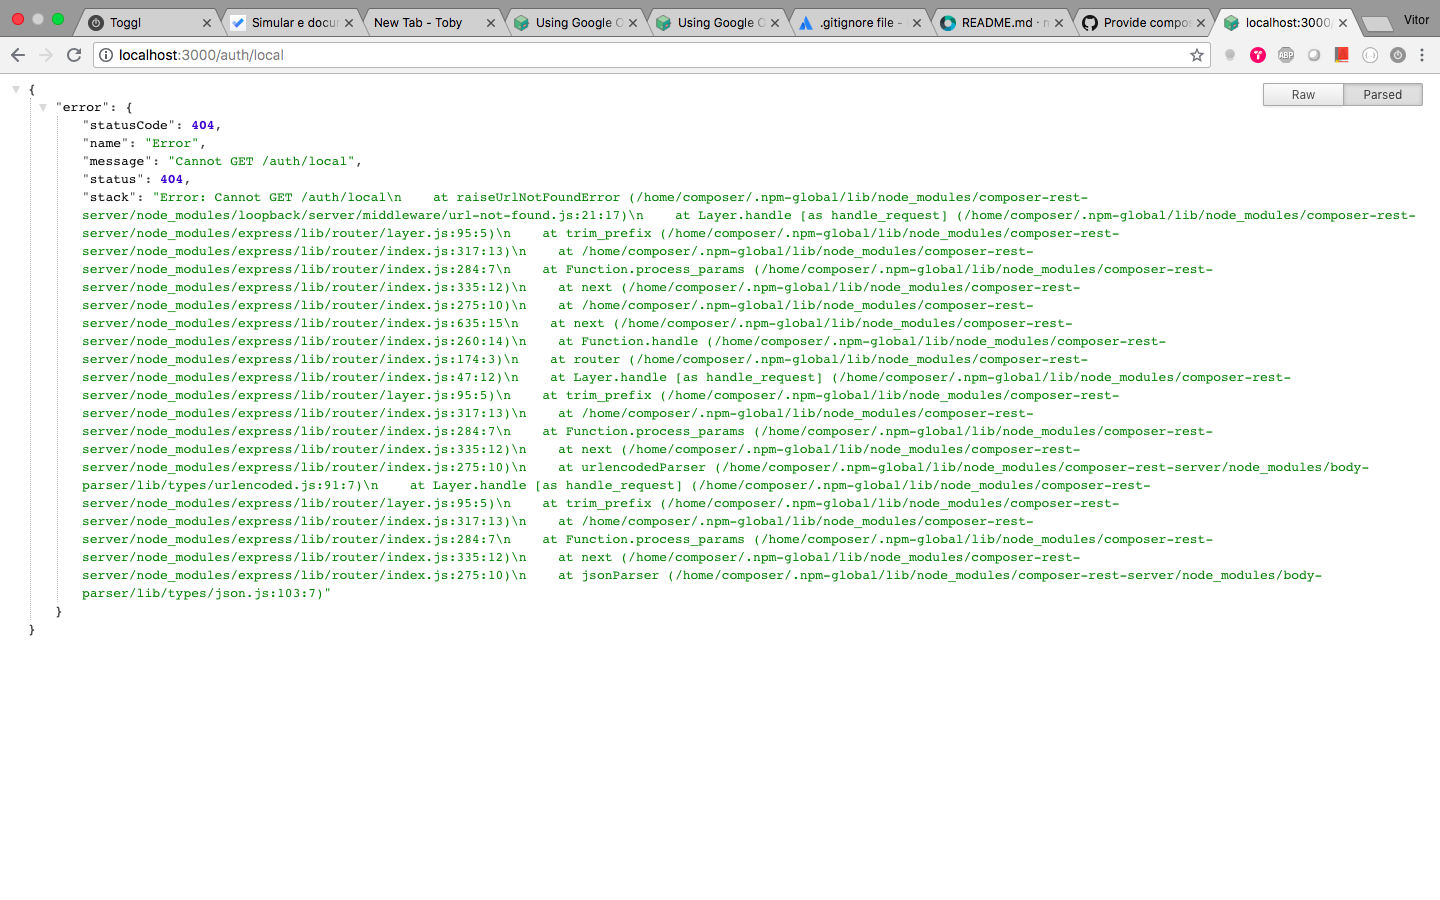 Toggl
Simular e docu
New Tab - Toby
Using Google O
Using Google O
.gitignore file -
README.md · m
Provide compos
localhost:3000/
Vitor
localhost:3000/auth/local
ABP
Raw
Parsed
{
"error": {
"statusCode": 404,
"name": "Error",
"message": "Cannot GET /auth/local",
"status": 404,
"stack": "Error: Cannot GET /auth/local\n    at raiseUrlNotFoundError (/home/composer/.npm-global/lib/node_modules/composer-rest-
server/node_modules/loopback/server/middleware/url-not-found.js:21:17)\n    at Layer.handle [as handle_request] (/home/composer/.npm-global/lib/node_modules/composer-rest-
server/node_modules/express/lib/router/layer.js:95:5)\n    at trim_prefix (/home/composer/.npm-global/lib/node_modules/composer-rest-
server/node_modules/express/lib/router/index.js:317:13)\n    at /home/composer/.npm-global/lib/node_modules/composer-rest-
server/node_modules/express/lib/router/index.js:284:7\n    at Function.process_params (/home/composer/.npm-global/lib/node_modules/composer-rest-
server/node_modules/express/lib/router/index.js:335:12)\n    at next (/home/composer/.npm-global/lib/node_modules/composer-rest-
server/node_modules/express/lib/router/index.js:275:10)\n    at /home/composer/.npm-global/lib/node_modules/composer-rest-
server/node_modules/express/lib/router/index.js:635:15\n    at next (/home/composer/.npm-global/lib/node_modules/composer-rest-
server/node_modules/express/lib/router/index.js:260:14)\n    at Function.handle (/home/composer/.npm-global/lib/node_modules/composer-rest-
server/node_modules/express/lib/router/index.js:174:3)\n    at router (/home/composer/.npm-global/lib/node_modules/composer-rest-
server/node_modules/express/lib/router/index.js:47:12)\n    at Layer.handle [as handle_request] (/home/composer/.npm-global/lib/node_modules/composer-rest-
server/node_modules/express/lib/router/layer.js:95:5)\n    at trim_prefix (/home/composer/.npm-global/lib/node_modules/composer-rest-
server/node_modules/express/lib/router/index.js:317:13)\n    at /home/composer/.npm-global/lib/node_modules/composer-rest-
server/node_modules/express/lib/router/index.js:284:7\n    at Function.process_params (/home/composer/.npm-global/lib/node_modules/composer-rest-
server/node_modules/express/lib/router/index.js:335:12)\n    at next (/home/composer/.npm-global/lib/node_modules/composer-rest-
server/node_modules/express/lib/router/index.js:275:10)\n    at urlencodedParser (/home/composer/.npm-global/lib/node_modules/composer-rest-server/node_modules/body-
parser/lib/types/urlencoded.js:91:7)\n    at Layer.handle [as handle_request] (/home/composer/.npm-global/lib/node_modules/composer-rest-
server/node_modules/express/lib/router/layer.js:95:5)\n    at trim_prefix (/home/composer/.npm-global/lib/node_modules/composer-rest-
server/node_modules/express/lib/router/index.js:317:13)\n    at /home/composer/.npm-global/lib/node_modules/composer-rest-
server/node_modules/express/lib/router/index.js:284:7\n    at Function.process_params (/home/composer/.npm-global/lib/node_modules/composer-rest-
server/node_modules/express/lib/router/index.js:335:12)\n    at next (/home/composer/.npm-global/lib/node_modules/composer-rest-
server/node_modules/express/lib/router/index.js:275:10)\n    at jsonParser (/home/composer/.npm-global/lib/node_modules/composer-rest-server/node_modules/body-
parser/lib/types/json.js:103:7)"
}
}